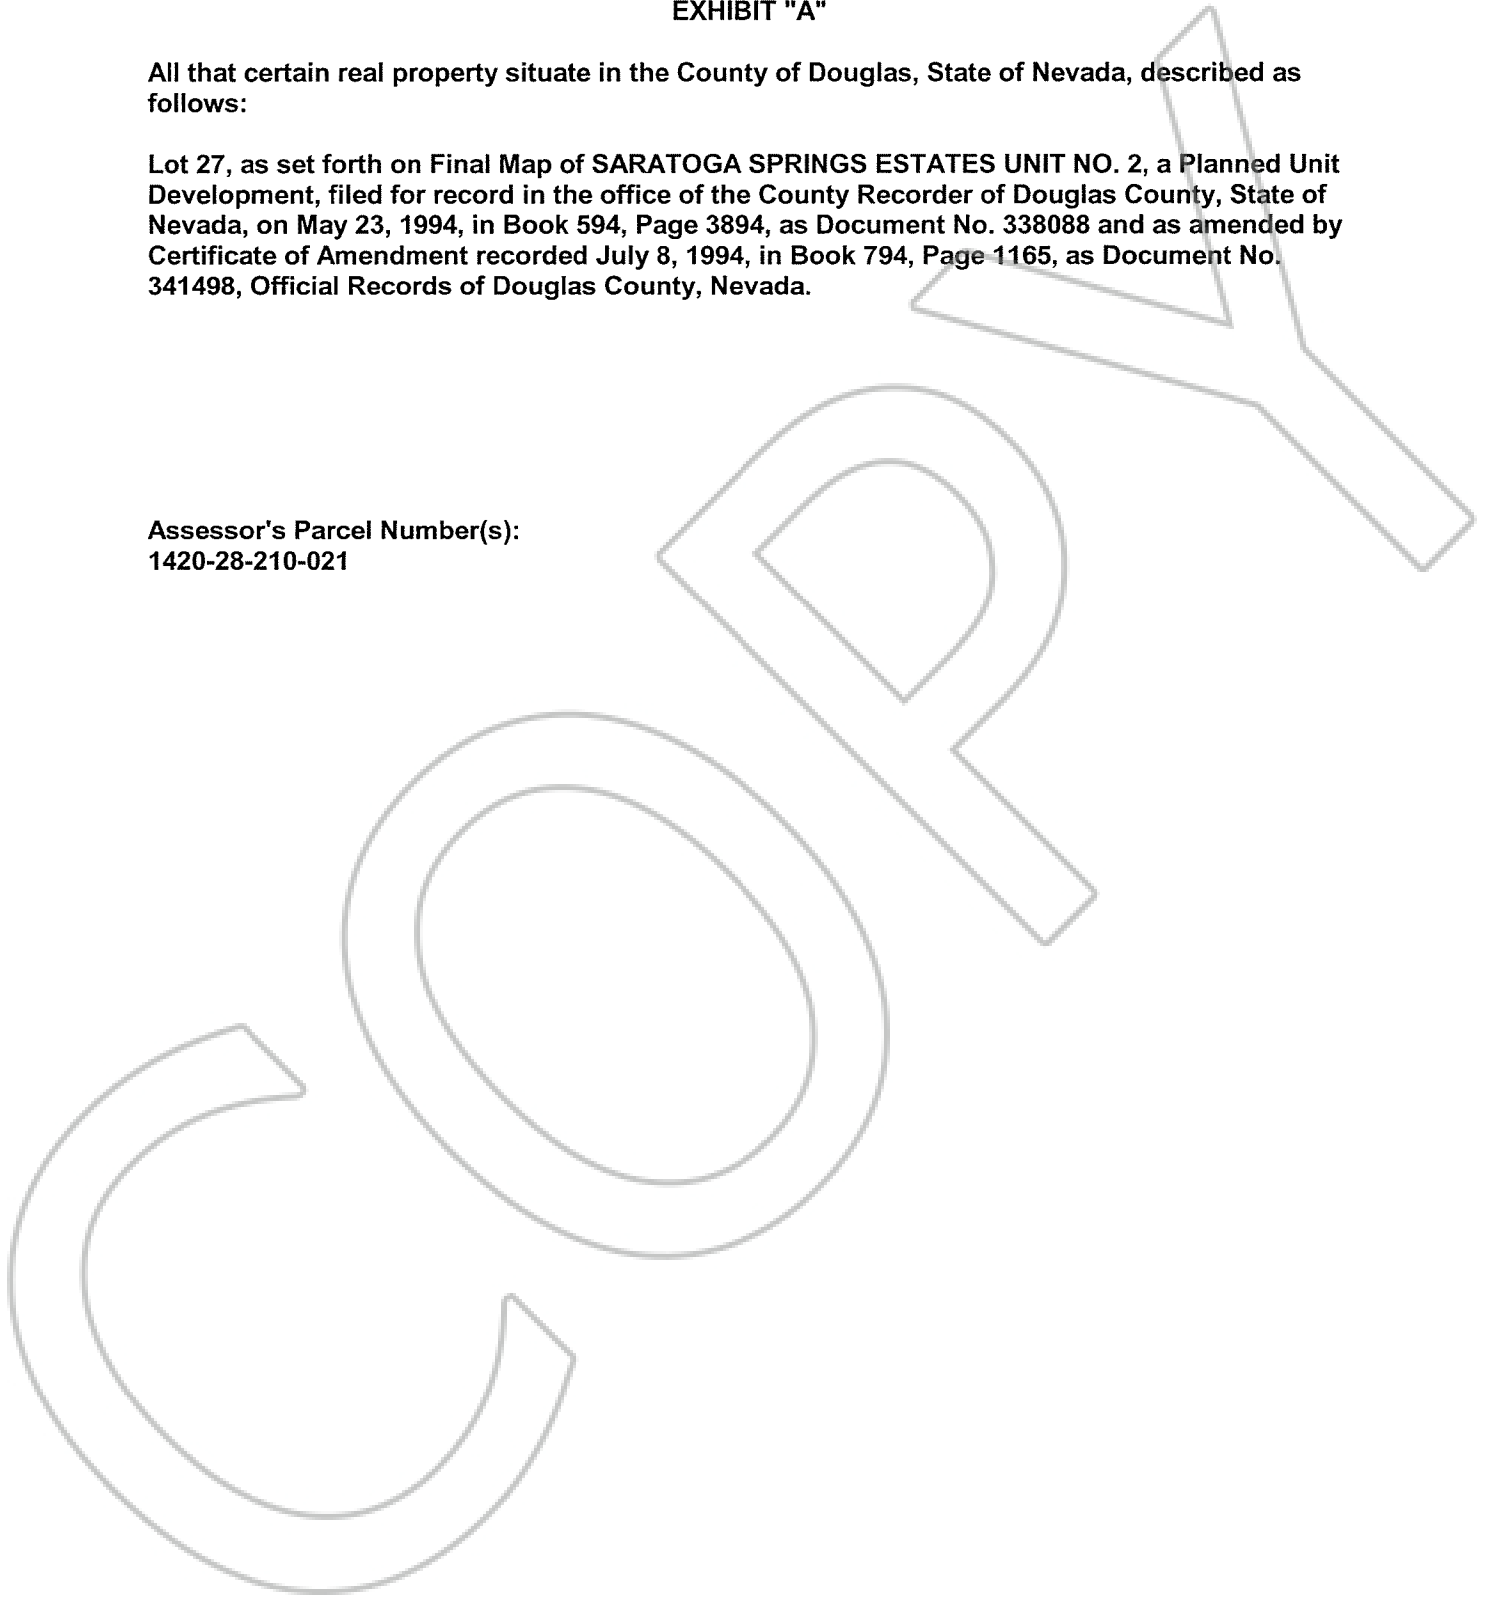 EXHIBIT "A"
All that certain real property situate in the County of Douglas, State of Nevada, described as
follows:
Lot 27, as set forth on Final Map of SARATOGA SPRINGS ESTATES UNIT NO. 2, a Planned Unit
Development, filed for record in the office of the County Recorder of Douglas County, State of
Nevada, on May 23, 1994, in Book 594, Page 3894, as Document No. 338088 and as amended by
Certificate of Amendment recorded July 8, 1994, in Book 794, Page 1165, as Document No.
341498, Official Records of Douglas County, Nevada.
Assessor's Parcel Number(s):
1420-28-210-021
COPY